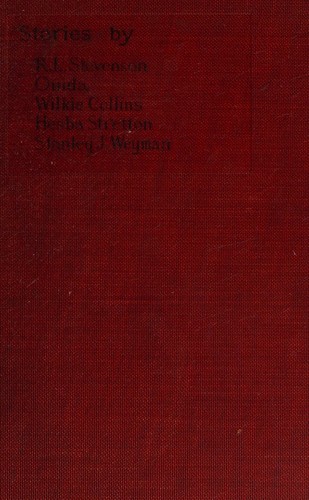 Stories by
R.L. Stevenson
Ouida
Wilkie Collins
Hesba Stretton
Stanley J. Weyman